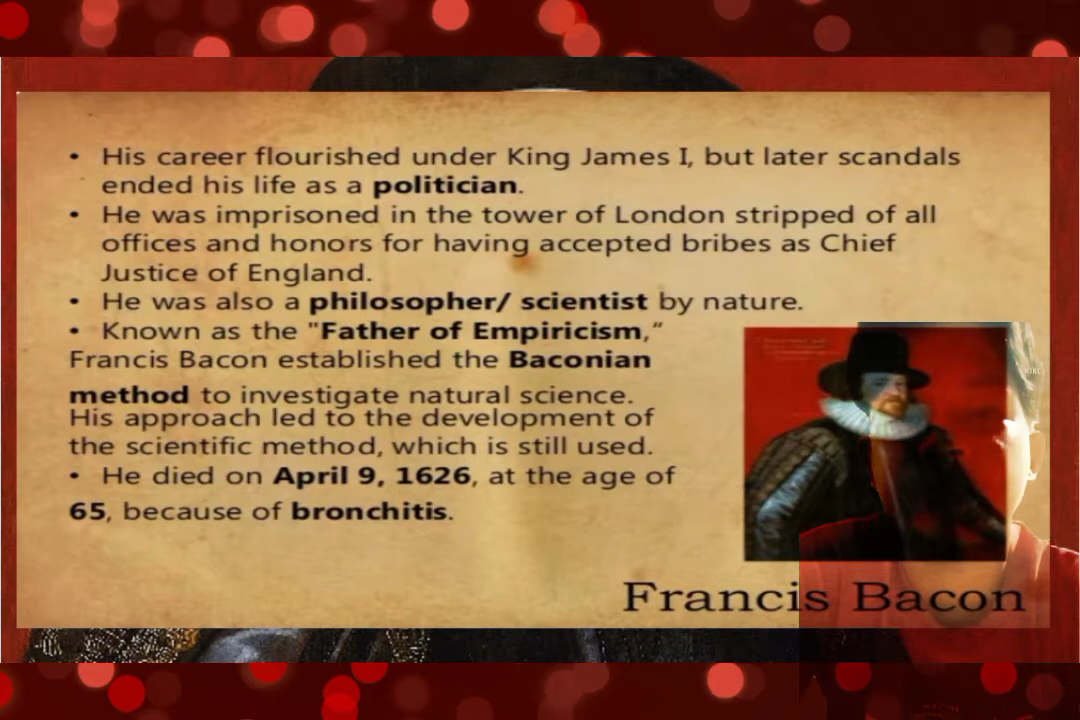 • His career flourished under King James I, but later scandals
ended his life as a politician.
• He was imprisoned in the tower of London stripped of all
offices and honors for having accepted bribes as Chief
Justice of England.
• He was also a philosopher/ scientist by nature.
• Known as the "Father of Empiricism,"
Francis Bacon established the Baconian
method to investigate natural science.
His approach led to the development of
the scientific method, which is still used.
• He died on April 9, 1626, at the age of
65, because of bronchitis.
Francis Bacon